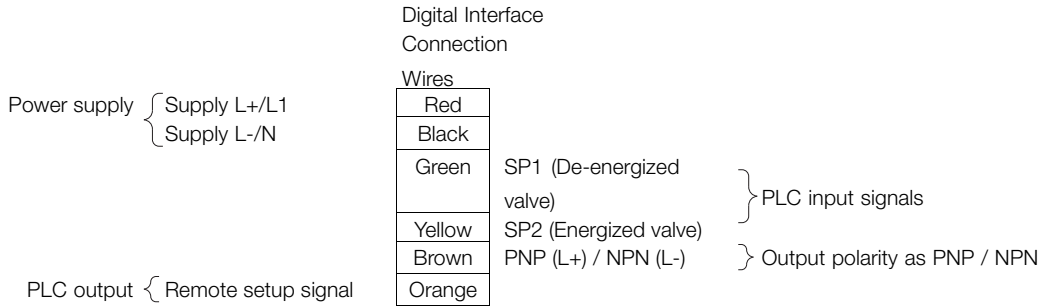 Digital Interface
Connection
Wires
Power supply Supply L+/L1 Red
Supply L-/N Black
Green SP1 (De-energized
valve) PLC input signals
Yellow SP2 (Energized valve)
Brown PNP (L+) / NPN (L-) Output polarity as PNP / NPN
PLC output Remote setup signal Orange